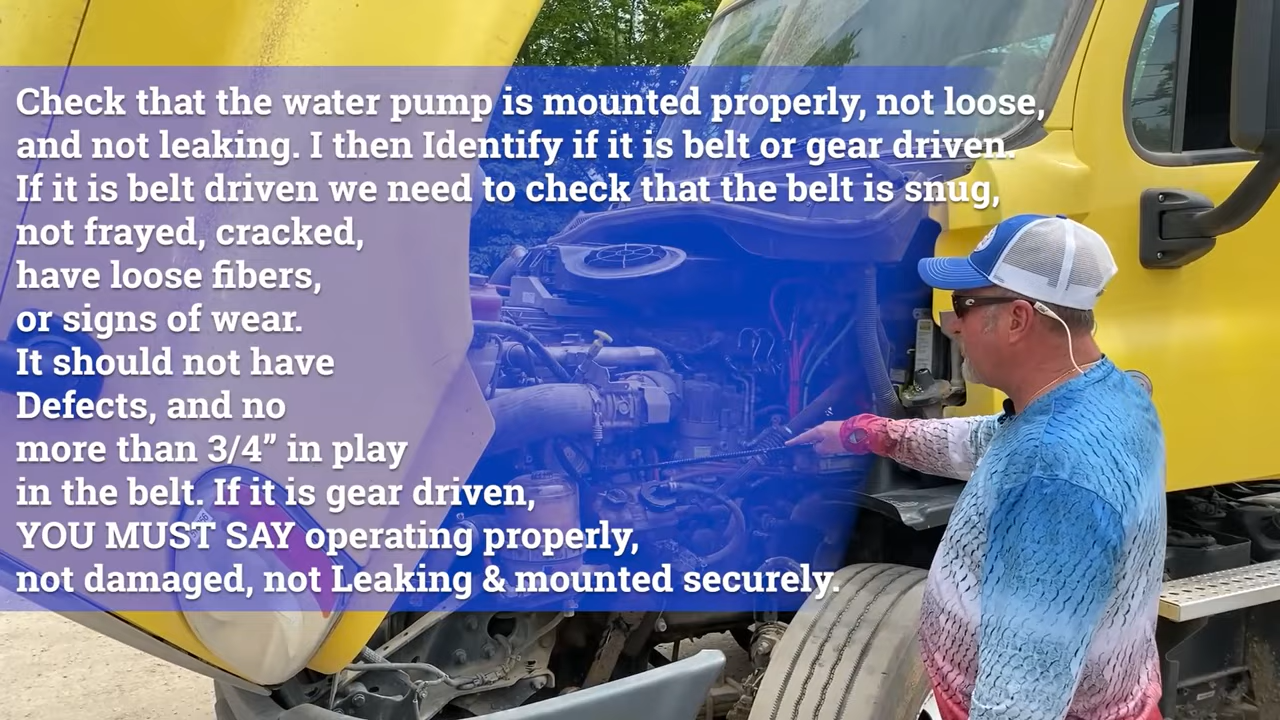 Check that the water pump is mounted properly, not loose,
and not leaking. I then Identify if it is belt or gear driven.
If it is belt driven we need to check that the belt is snug,
not frayed, cracked,
have loose fibers,
or signs of wear.
It should not have
Defects, and no
more than 3/4” in play
in the belt. If it is gear driven,
YOU MUST SAY operating properly,
not damaged, not Leaking & mounted securely.